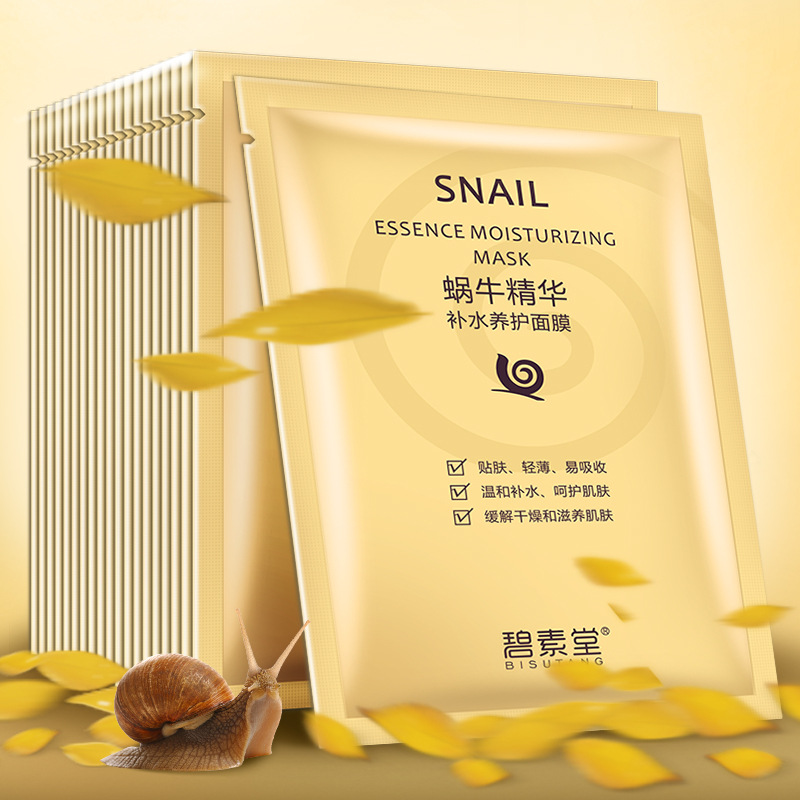 SNAIL
ESSENCE MOISTURIZING
MASK
蜗牛精华
补水养护面膜
贴肤、轻薄、易吸收
温和补水、呵护肌肤
缓解干燥和滋养肌肤
碧素堂®
BISUTANG